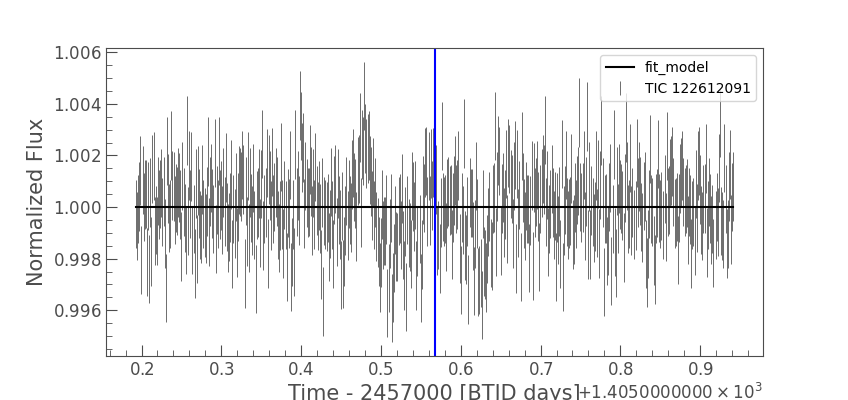 1.006
1.004
1.002
1.000
0.998
0.996
Normalized Flux
fit_model
TIC 122612091
0.2 0.3 0.4 0.5 0.6 0.7 0.8 0.9
Time - 2457000 [BTJD days]
+1.4050000000 × 10³